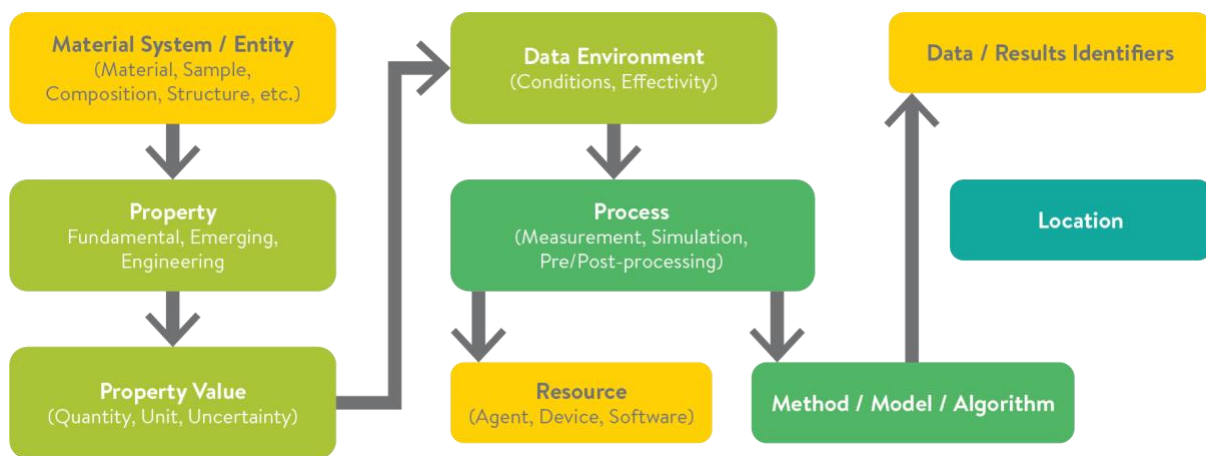 Material System / Entity
(Material, Sample,
Composition, Structure, etc.)
Property
Fundamental, Emerging,
Engineering
Property Value
(Quantity, Unit, Uncertainty)
Data Environment
(Conditions, Effectivity)
Process
(Measurement, Simulation,
Pre/Post-processing)
Resource
(Agent, Device, Software)
Method / Model / Algorithm
Data / Results Identifiers
Location